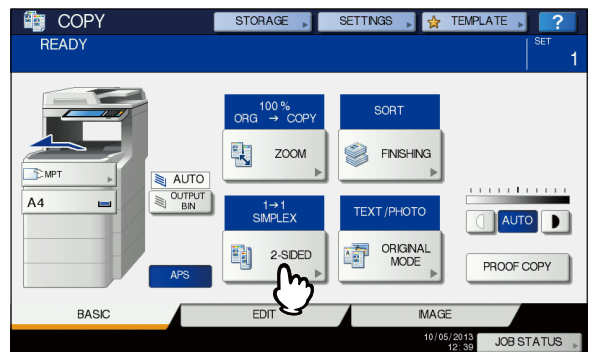 COPY
STORAGE
SETTINGS
TEMPLATE
?
READY
SET
1
100 %
ORG → COPY
ZOOM
SORT
FINISHING
MPT
A4
AUTO
OUTPUT
BIN
APS
1→1
SIMPLEX
2-SIDED
TEXT/PHOTO
ORIGINAL
MODE
AUTO
PROOF COPY
BASIC
EDIT
IMAGE
10/05/2013
12:39
JOB STATUS